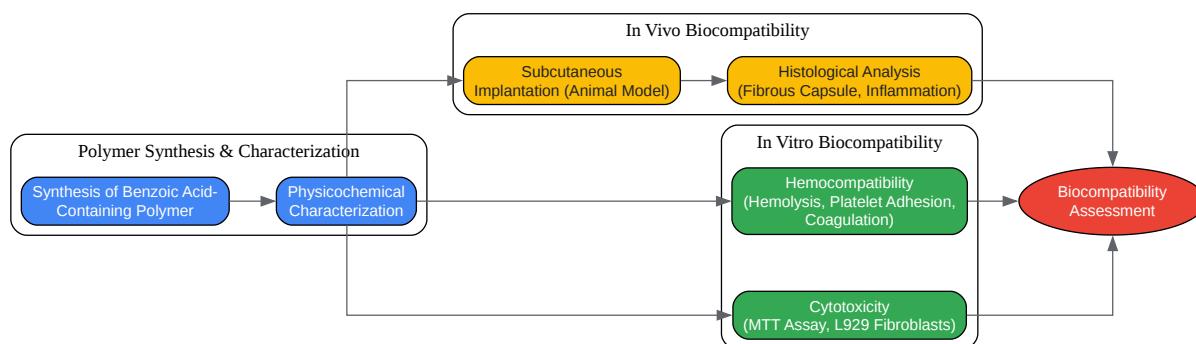 In Vivo Biocompatibility
Subcutaneous
Implantation (Animal Model)
Histological Analysis
(Fibrous Capsule, Inflammation)
Polymer Synthesis & Characterization
Synthesis of Benzoic Acid-
Containing Polymer
Physicochemical
Characterization
In Vitro Biocompatibility
Hemocompatibility
(Hemolysis, Platelet Adhesion,
Coagulation)
Cytotoxicity
(MTT Assay, L929 Fibroblasts)
Biocompatibility
Assessment